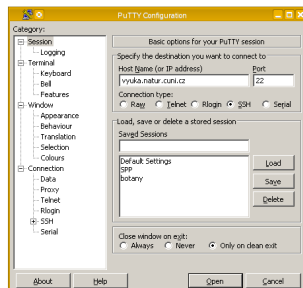 PuTTY Configuration
Category:
Session
Logging
Terminal
Keyboard
Bell
Features
Window
Appearance
Behaviour
Translation
Selection
Colours
Connection
Data
Proxy
Telnet
Rlogin
SSH
Serial
Basic options for your PuTTY session
Specify the destination you want to connect to
Host Name (or IP address) Port
vyuka.natur.cuni.cz 22
Connection type:
Raw Telnet Rlogin SSH Serial
Load, save or delete a stored session
Saved Sessions
Default Settings
SPP
botany
Load
Save
Delete
Close window on exit:
Always Never Only on clean exit
About Help Open Cancel